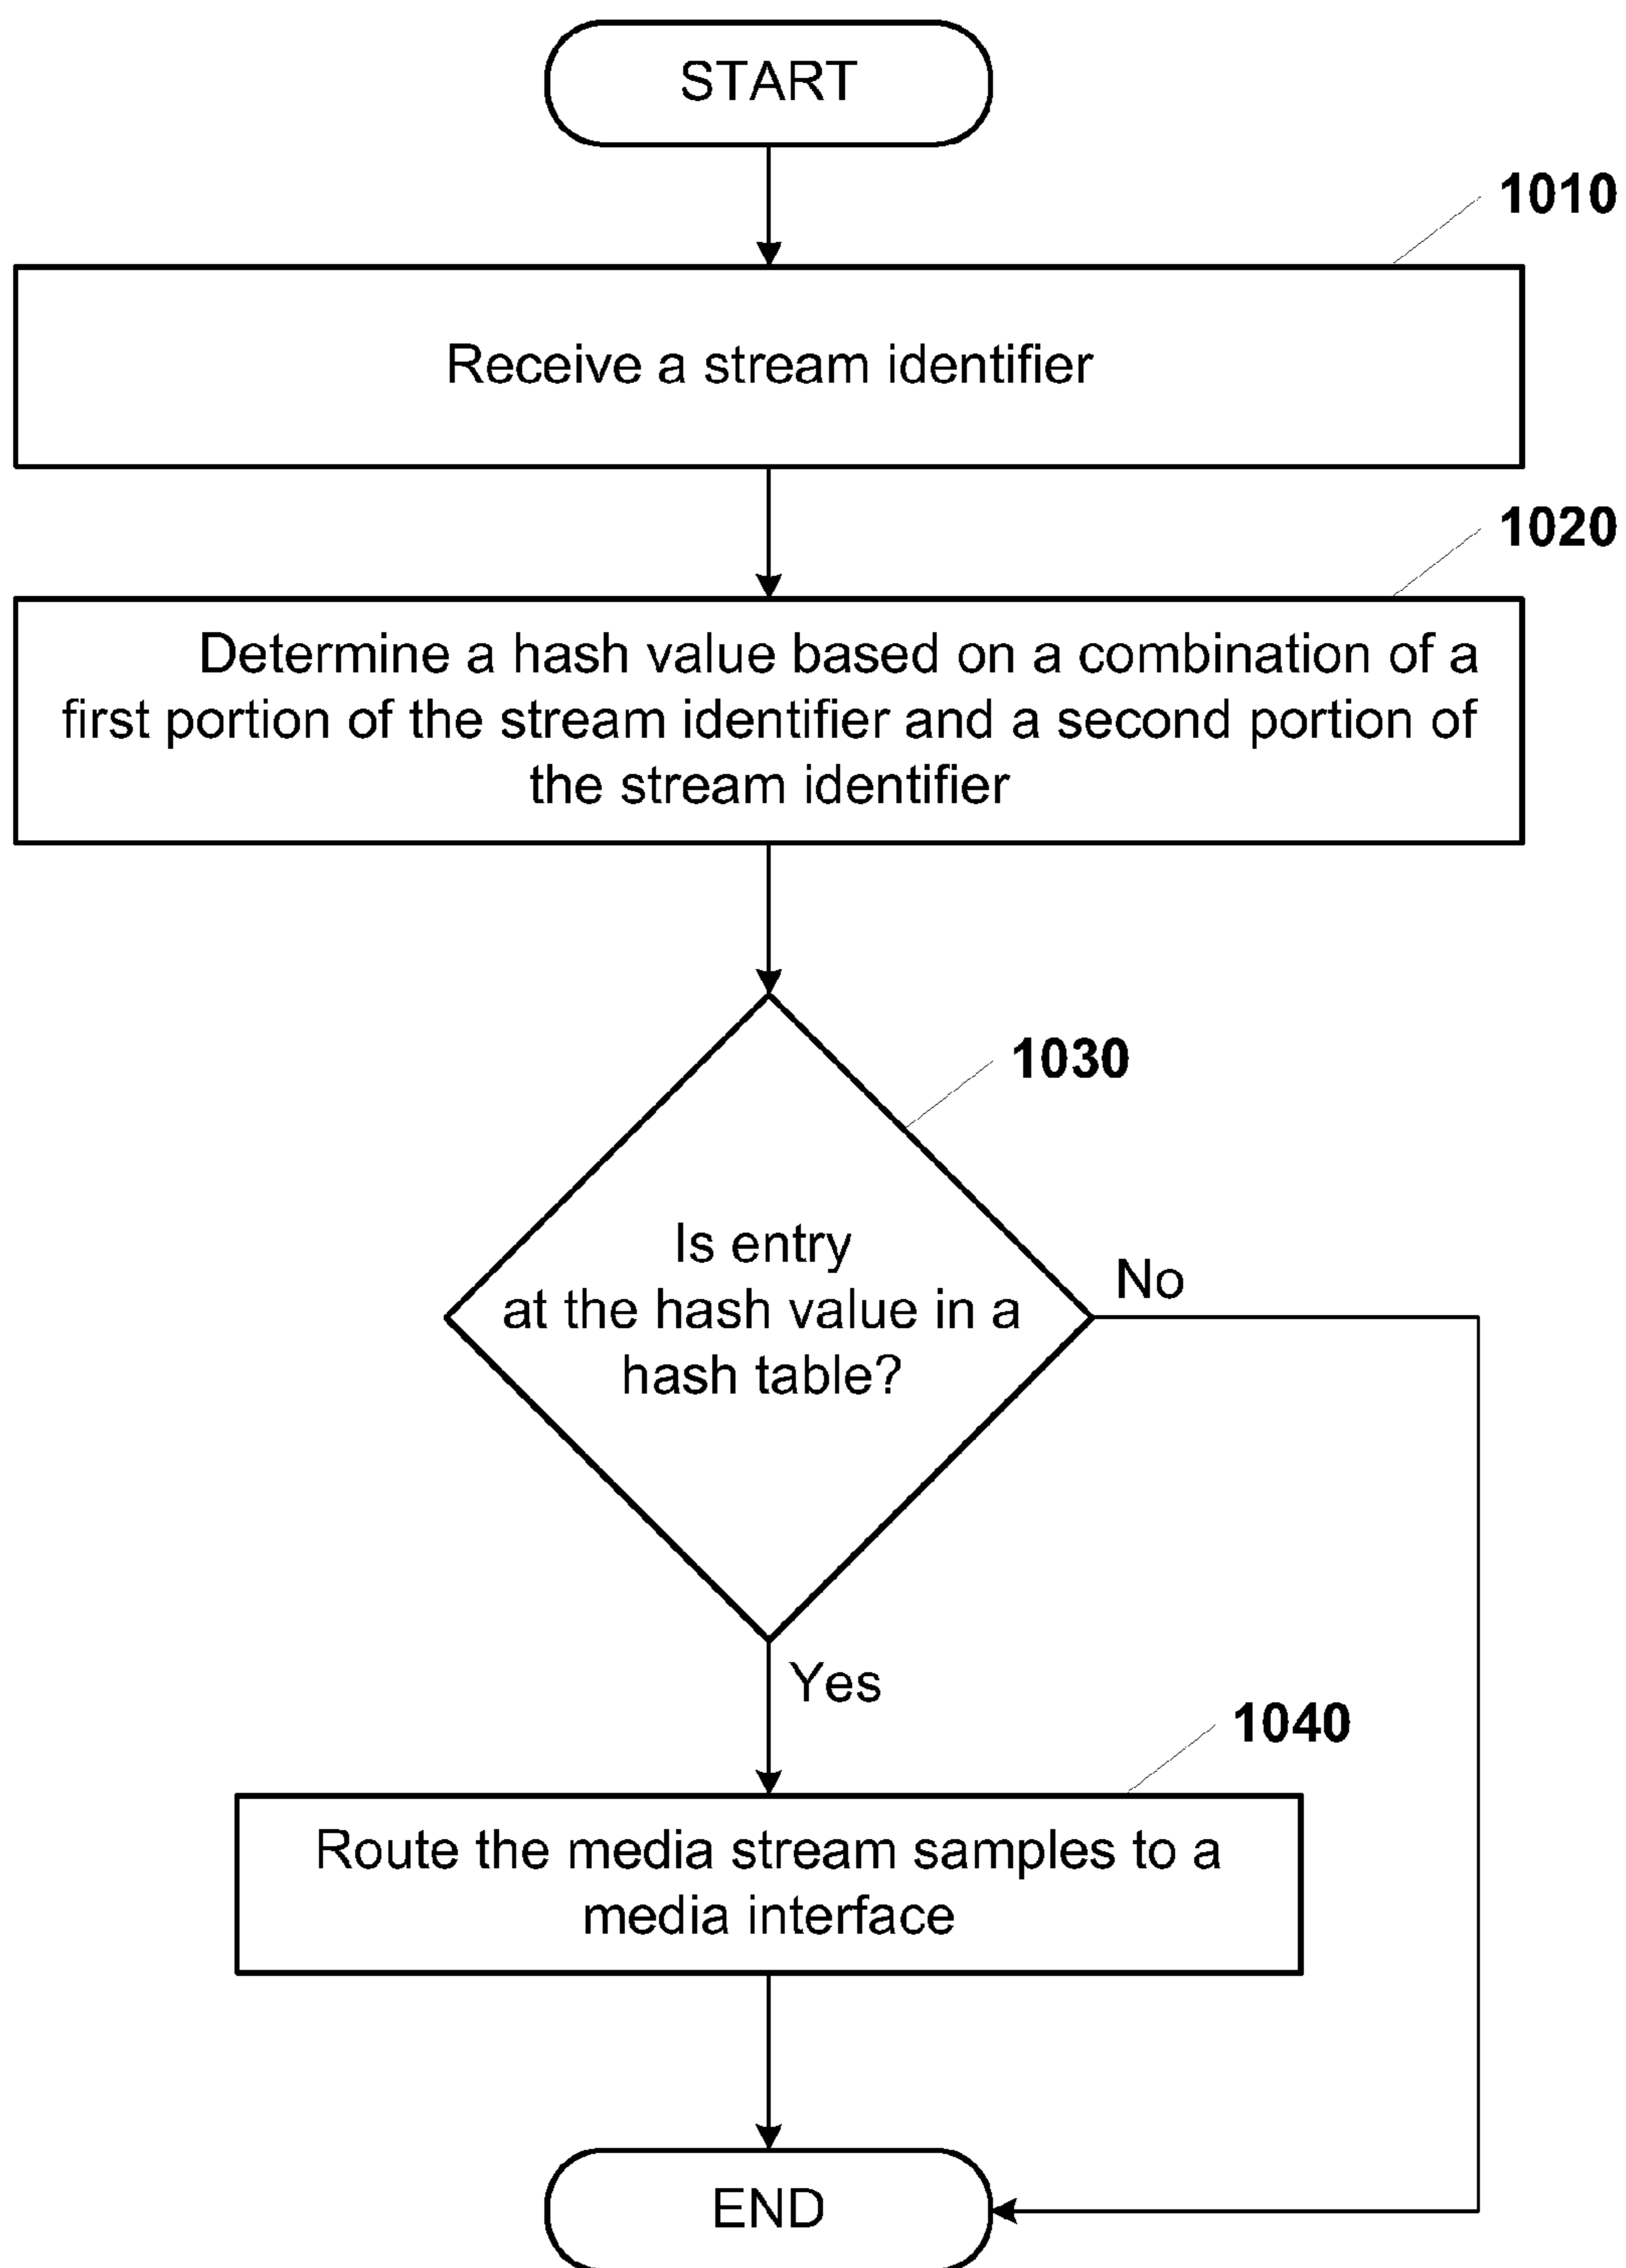 START
1010
Receive a stream identifier
1020
Determine a hash value based on a combination of a
first portion of the stream identifier and a second portion of
the stream identifier
1030
Is entry
at the hash value in a
hash table?
No
Yes
1040
Route the media stream samples to a
media interface
END